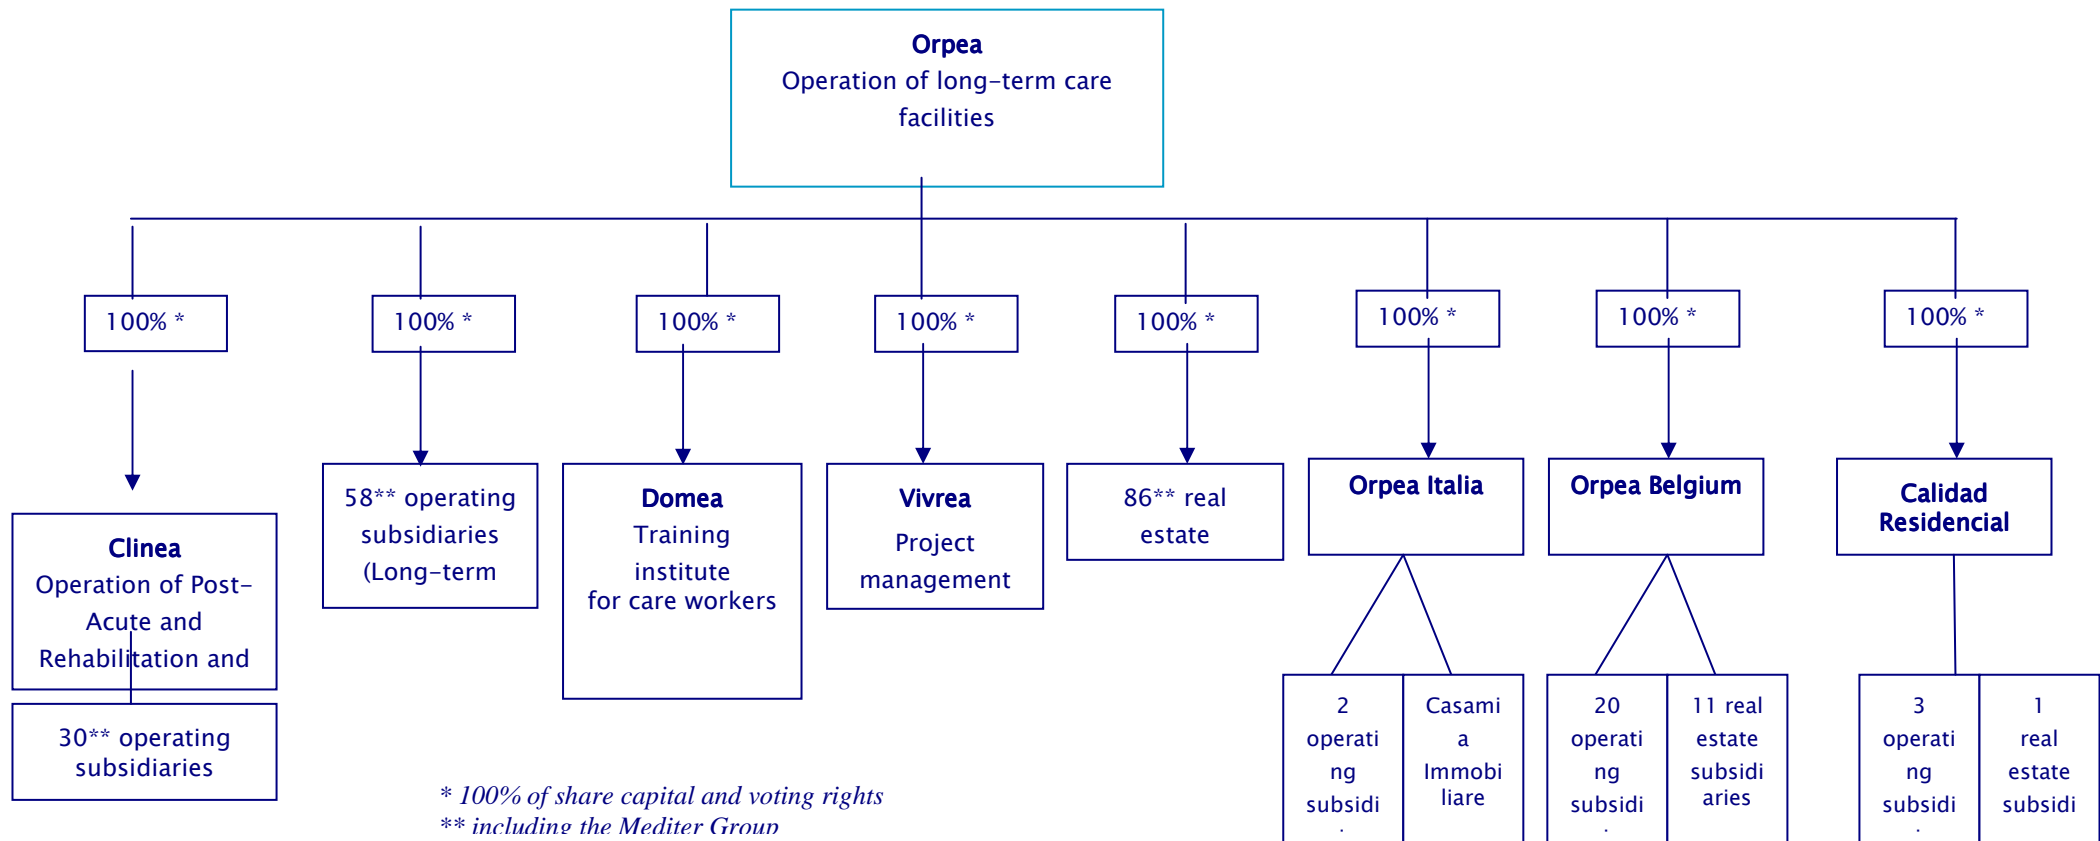 Orpea
Operation of long-term care
facilities
100% *
100% *
100% *
100% *
100% *
100% *
100% *
100% *
Clinea
Operation of Post-
Acute and
Rehabilitation and
30** operating
subsidiaries
58** operating
subsidiaries
(Long-term
Domea
Training
institute
for care workers
Vivrea
Project
management
86** real
estate
Orpea Italia
2
operati
ng
subsidi
Casami
a
Immobi
liare
Orpea Belgium
20
operati
ng
subsidi
11 real
estate
subsidi
aries
Calidad
Residencial
3
operati
ng
subsidi
1
real
estate
subsidi
* 100% of share capital and voting rights
** including the Mediter Group